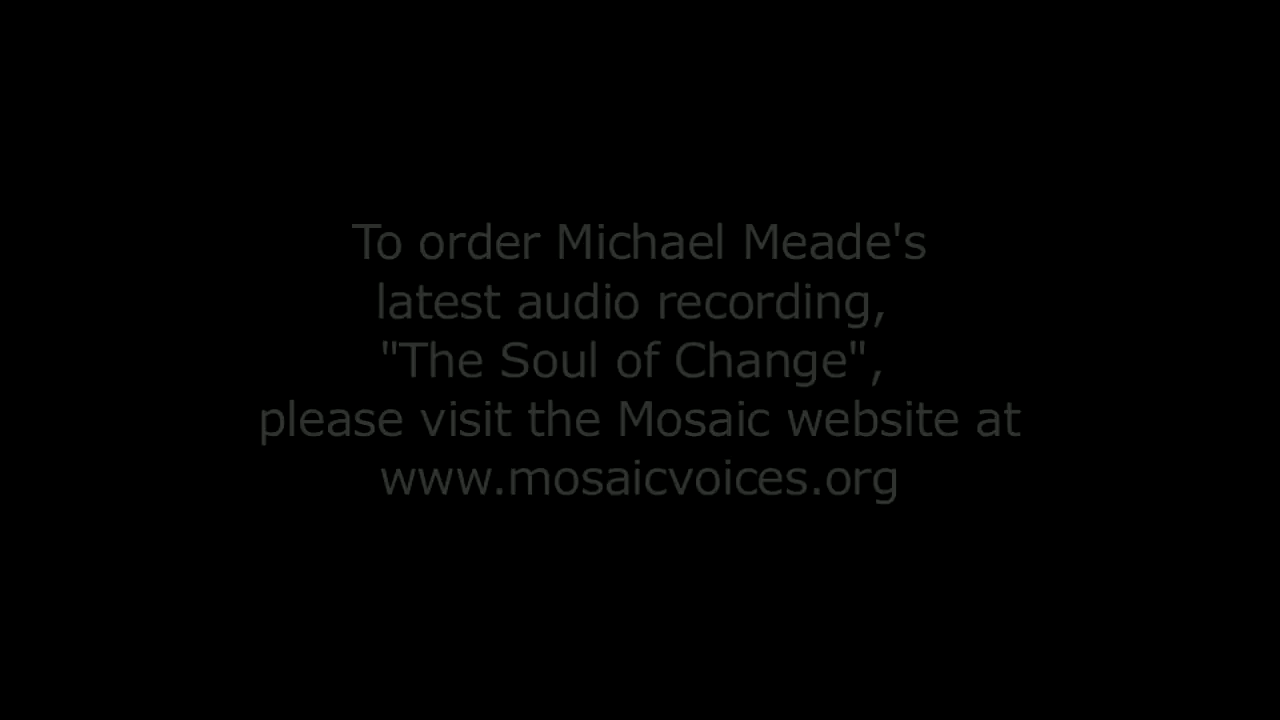 To order Michael Meade's
latest audio recording,
"The Soul of Change",
please visit the Mosaic website at
www.mosaicvoices.org